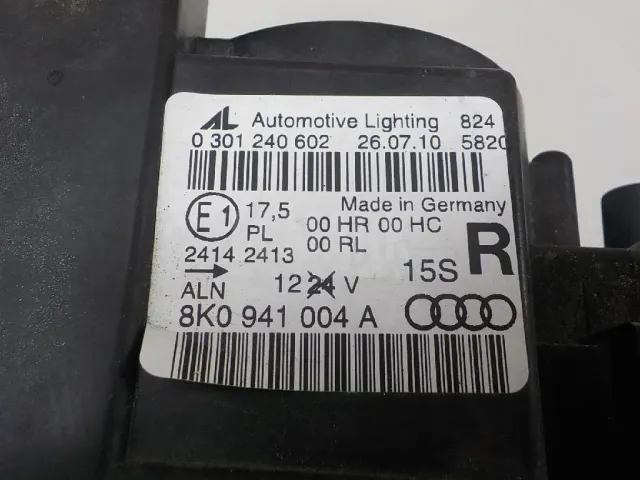 AL Automotive Lighting 824
0 301 240 602 26.07.10 5820
E1 17,5 Made in Germany
PL 00 HR 00 HC
00 RL R
2414 2413
→ 12 24 V 15S
ALN
8K0 941 004 A